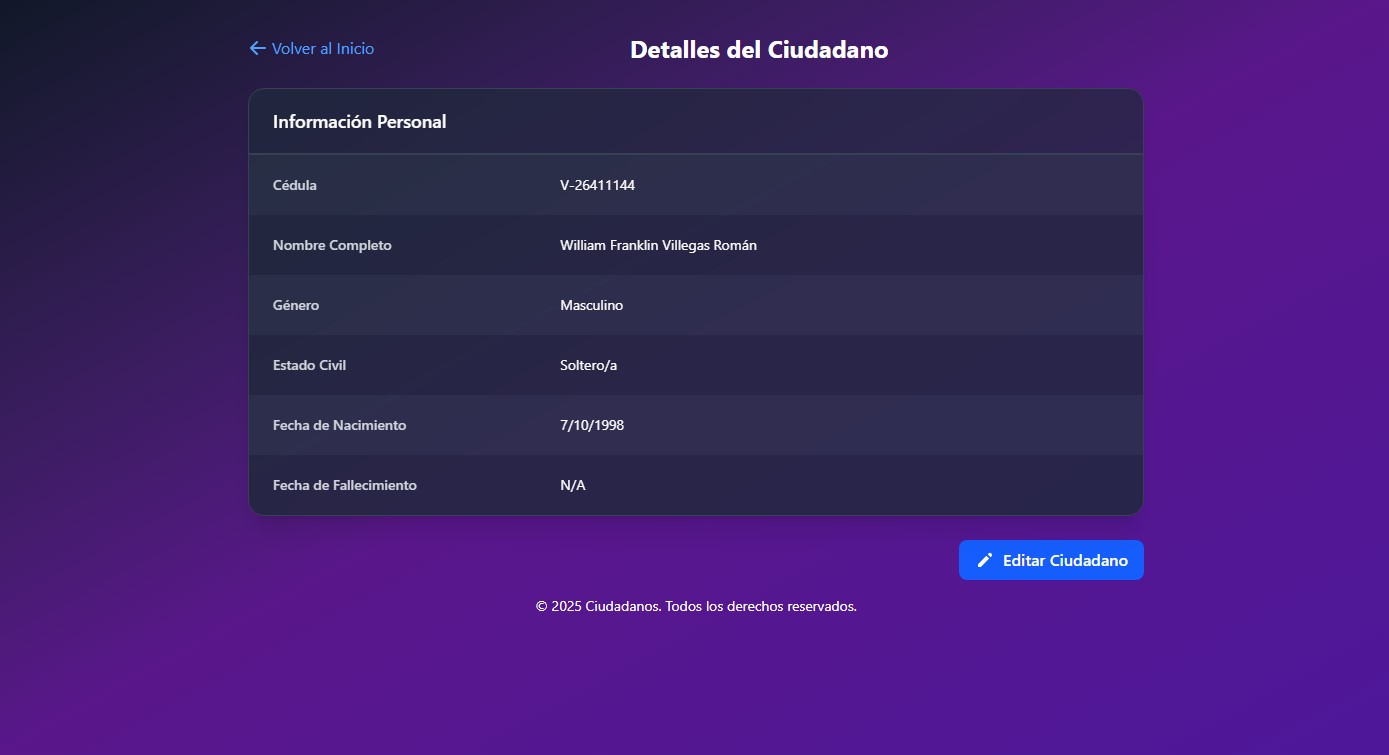 Volver al Inicio
Detalles del Ciudadano
Información Personal
Cédula V-26411144
Nombre Completo William Franklin Villegas Román
Género Masculino
Estado Civil Soltero/a
Fecha de Nacimiento 7/10/1998
Fecha de Fallecimiento N/A
Editar Ciudadano
© 2025 Ciudadanos. Todos los derechos reservados.